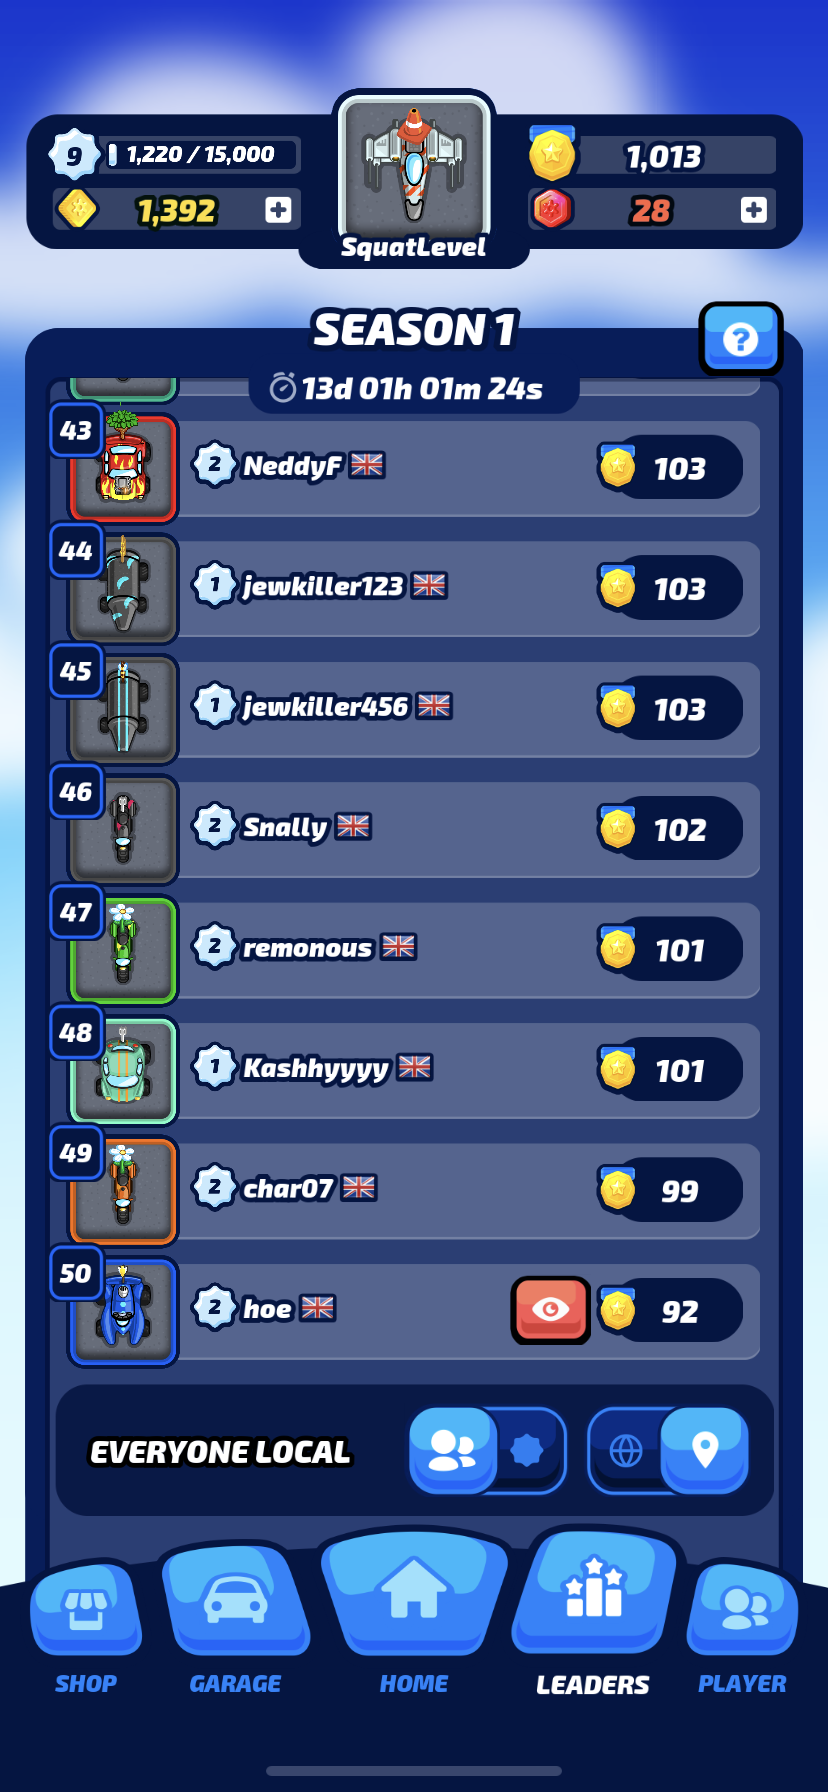 9 1,220 / 15,000
1,013
1,392
28
SquatLevel
SEASON 1
?
13d 01h 01m 24s
43 2 NeddyF 103
44 1 jewkiller123 103
45 1 jewkiller456 103
46 2 Snally 102
47 2 remonous 101
48 1 Kashhyyyy 101
49 2 char07 99
50 2 hoe 92
EVERYONE LOCAL
SHOP GARAGE HOME LEADERS PLAYER